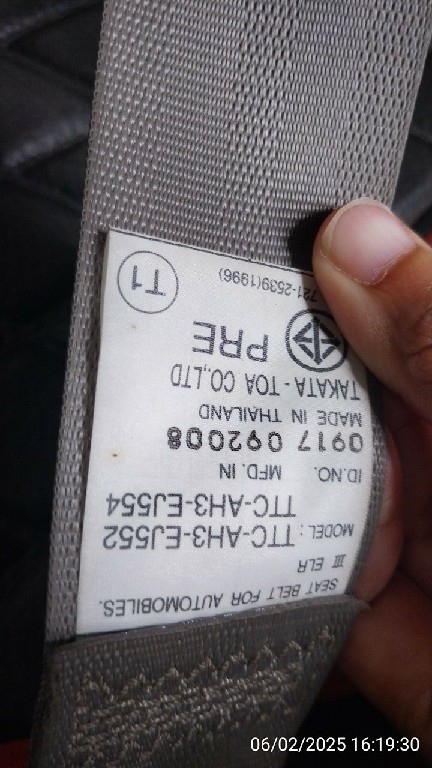 SEAT BELT FOR AUTOMOBILES.
III ELR
MODEL : TTC-AH3-EJ552
TTC-AH3-EJ554
ID.NO. MFD. IN
0917 092008
MADE IN THAILAND
TAKATA - TOA CO.,LTD
PRE
721-2539(1996)
T1
06/02/2025 16:19:30